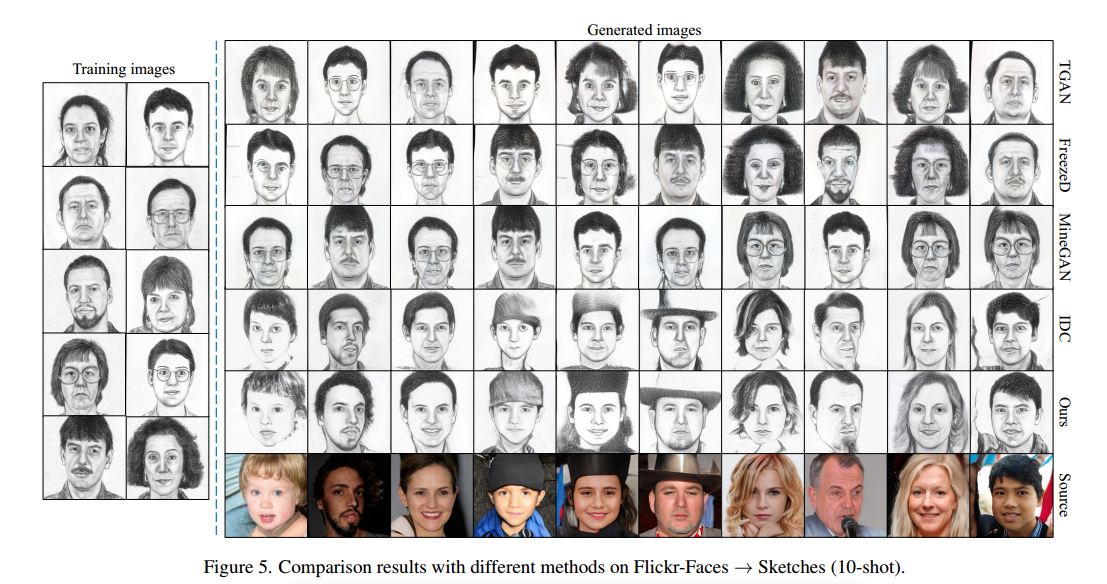 Generated images
Training images
TGAN
FreezeD
MineGAN
IDC
Ours
Source
Figure 5. Comparison results with different methods on Flickr-Faces → Sketches (10-shot).